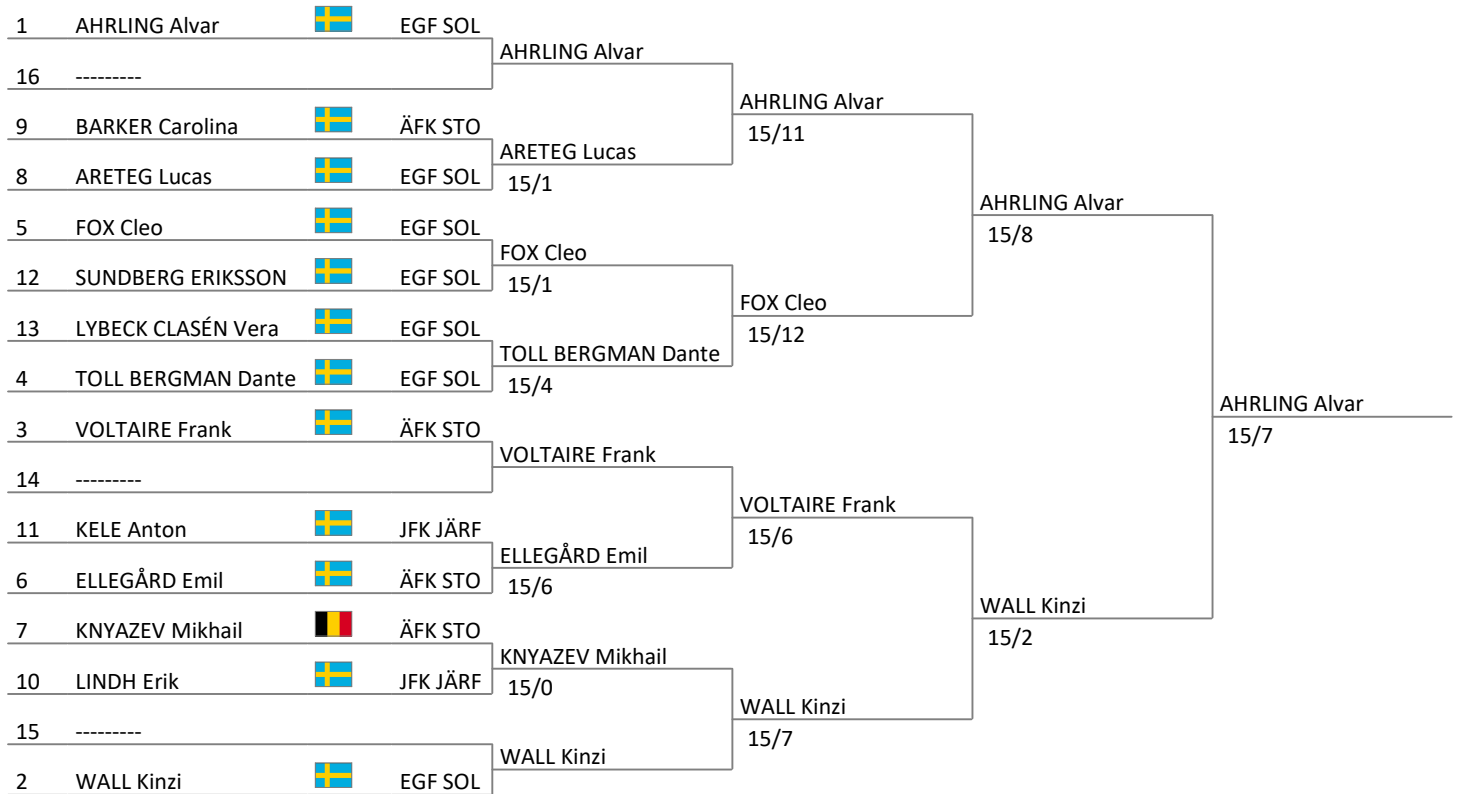 1 AHRLING Alvar EGF SOL
AHRLING Alvar
16 ---------
AHRLING Alvar
15/11
9 BARKER Carolina ÄFK STO
ARETEG Lucas
15/1
8 ARETEG Lucas EGF SOL
AHRLING Alvar
15/8
5 FOX Cleo EGF SOL
FOX Cleo
15/1
12 SUNDBERG ERIKSSON EGF SOL
FOX Cleo
15/12
13 LYBECK CLASÉN Vera EGF SOL
TOLL BERGMAN Dante
15/4
4 TOLL BERGMAN Dante EGF SOL
AHRLING Alvar
15/7
3 VOLTAIRE Frank ÄFK STO
VOLTAIRE Frank
14 ---------
VOLTAIRE Frank
15/6
11 KELE Anton JFK JÄRF
ELLEGÅRD Emil
15/6
6 ELLEGÅRD Emil ÄFK STO
WALL Kinzi
15/2
7 KNYAZEV Mikhail ÄFK STO
KNYAZEV Mikhail
15/0
10 LINDH Erik JFK JÄRF
WALL Kinzi
15/7
15 ---------
WALL Kinzi
2 WALL Kinzi EGF SOL